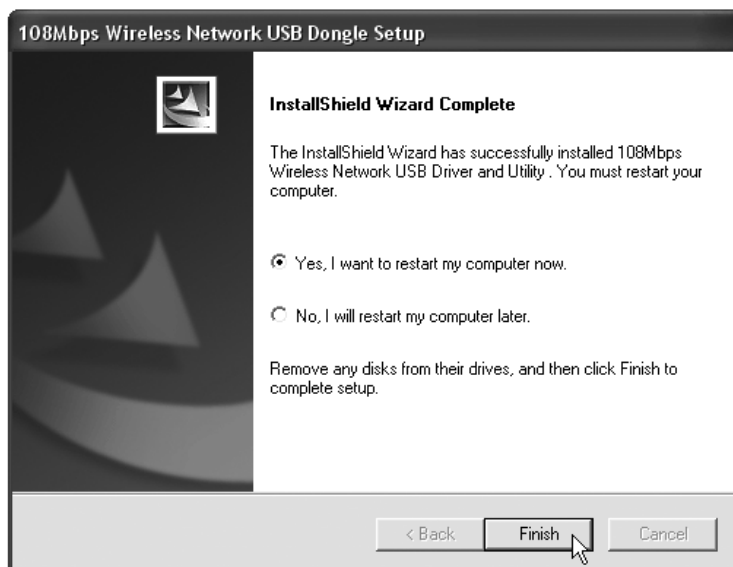 108Mbps Wireless Network USB Dongle Setup
InstallShield Wizard Complete
The InstallShield Wizard has successfully installed 108Mbps
Wireless Network USB Driver and Utility . You must restart your
computer.
Yes, I want to restart my computer now.
No, I will restart my computer later.
Remove any disks from their drives, and then click Finish to
complete setup.
< Back Finish Cancel